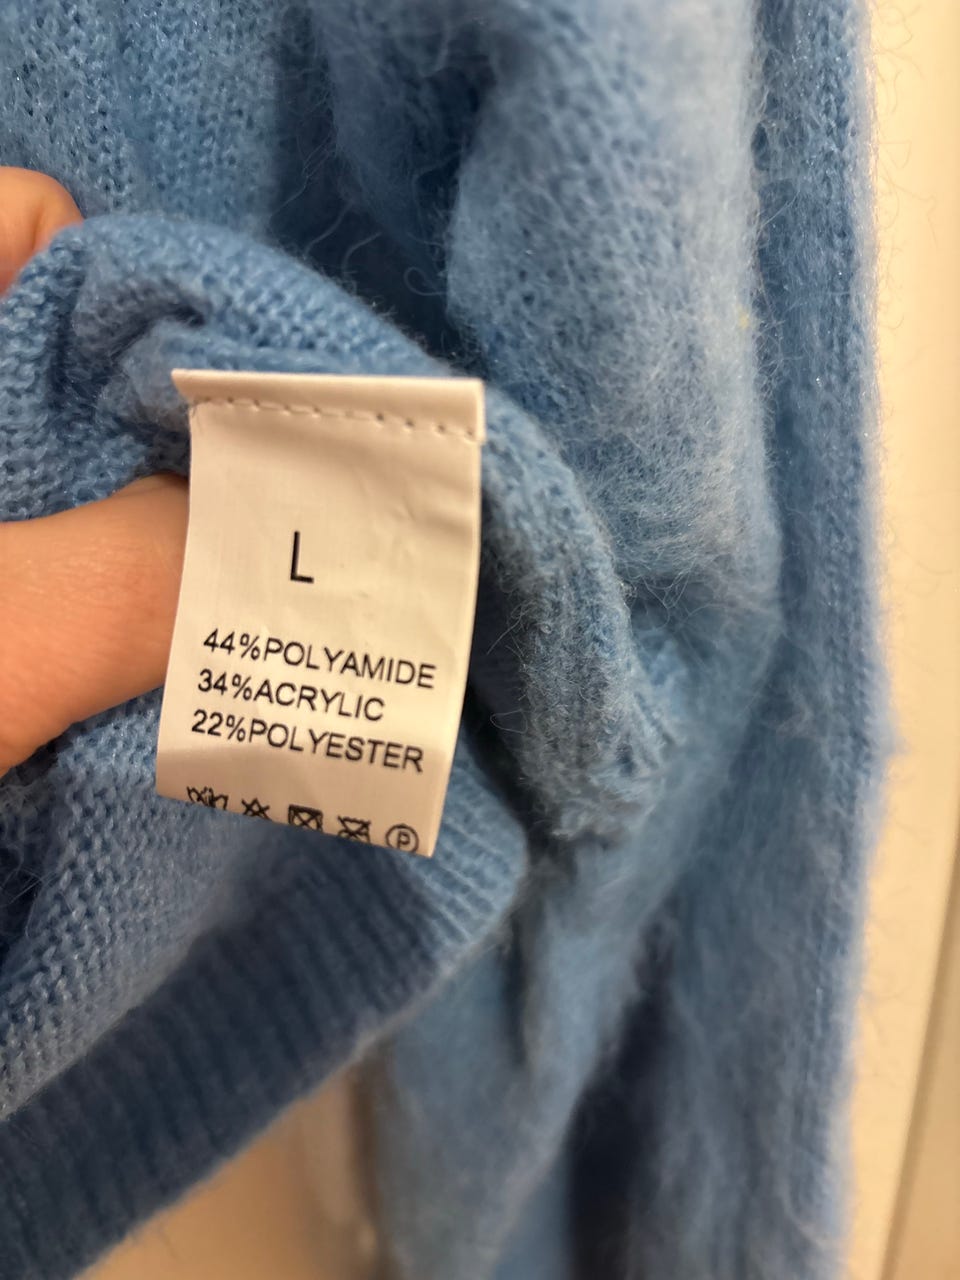 L
44%POLYAMIDE
34%ACRYLIC
22%POLYESTER
P